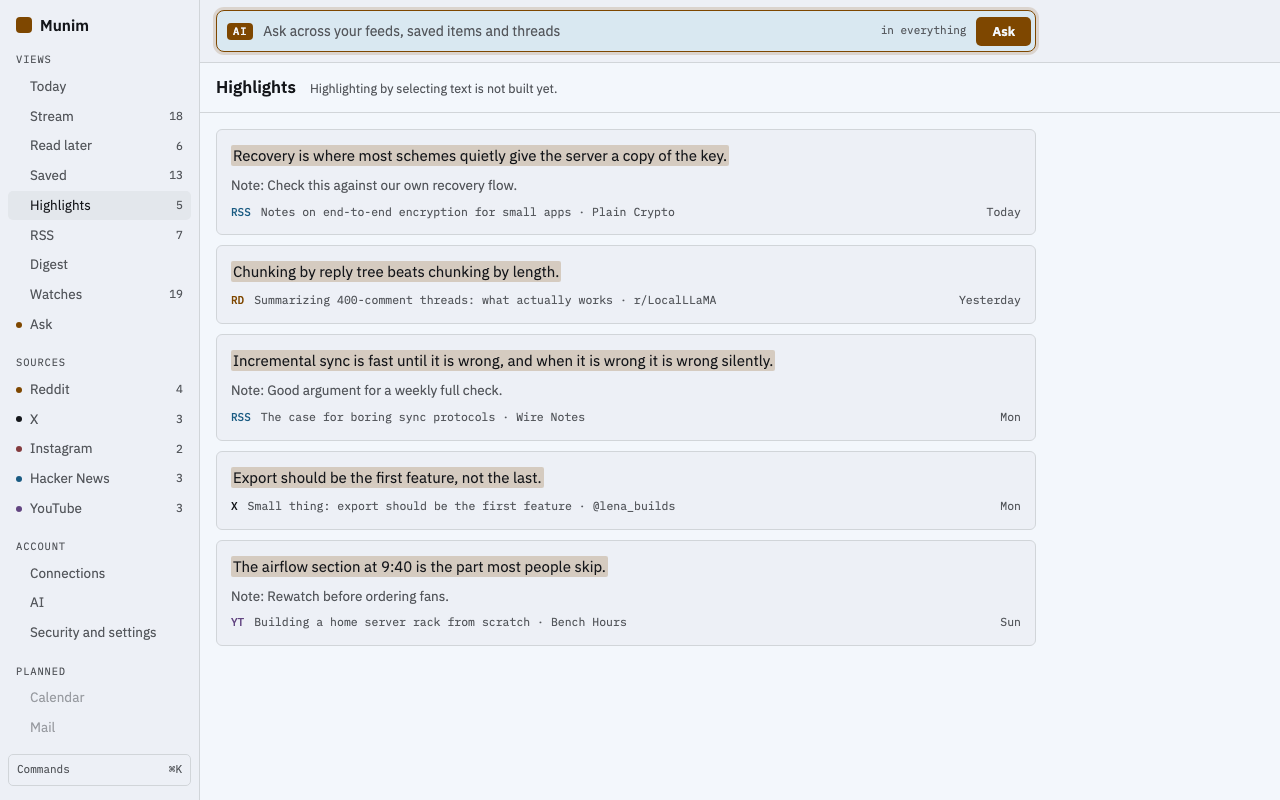 Munim
VIEWS
Today
Stream 18
Read later 6
Saved 13
Highlights 5
RSS 7
Digest
Watches 19
Ask
SOURCES
Reddit 4
X 3
Instagram 2
Hacker News 3
YouTube 3
ACCOUNT
Connections
AI
Security and settings
PLANNED
Calendar
Mail
Commands ⌘K
AI Ask across your feeds, saved items and threads in everything Ask
Highlights Highlighting by selecting text is not built yet.
Recovery is where most schemes quietly give the server a copy of the key.
Note: Check this against our own recovery flow.
RSS Notes on end-to-end encryption for small apps · Plain Crypto Today
Chunking by reply tree beats chunking by length.
RD Summarizing 400-comment threads: what actually works · r/LocalLLaMA Yesterday
Incremental sync is fast until it is wrong, and when it is wrong it is wrong silently.
Note: Good argument for a weekly full check.
RSS The case for boring sync protocols · Wire Notes Mon
Export should be the first feature, not the last.
X Small thing: export should be the first feature · @lena_builds Mon
The airflow section at 9:40 is the part most people skip.
Note: Rewatch before ordering fans.
YT Building a home server rack from scratch · Bench Hours Sun